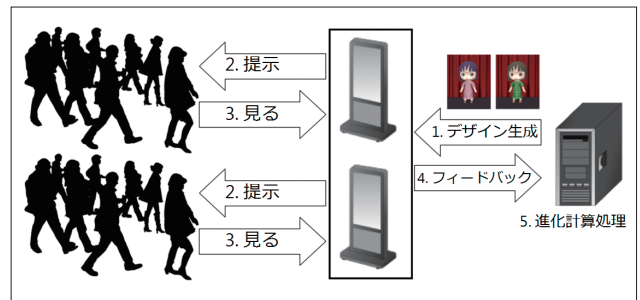 2. 提示
3. 見る
1. デザイン生成
4. フィードバック
2. 提示
3. 見る
5. 進化計算処理